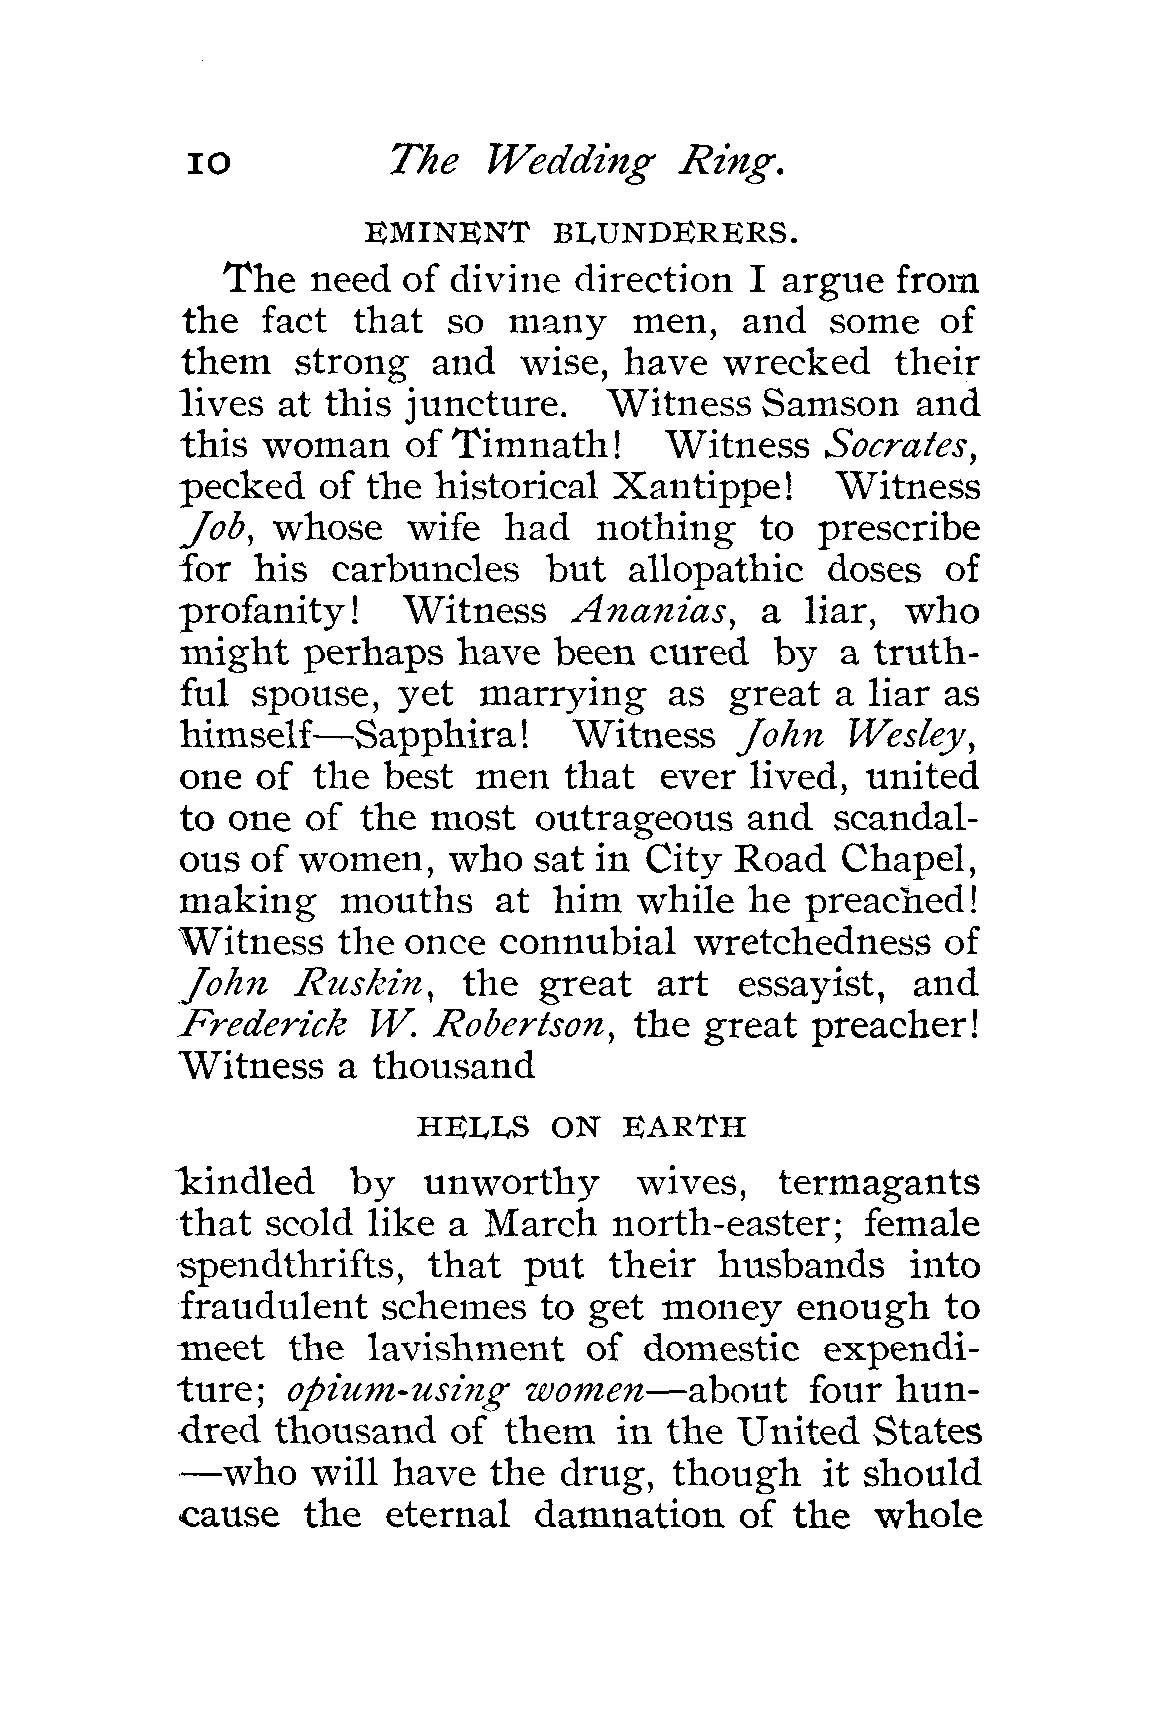 10 The Wedding Ring.
EMINENT BLUNDERERS.
The need of divine direction I argue from
the fact that so many men, and some of
them strong and wise, have wrecked their
lives at this juncture. Witness Samson and
this woman of Timnath! Witness Socrates,
pecked of the historical Xantippe! Witness
Job, whose wife had nothing to prescribe
for his carbuncles but allopathic doses of
profanity! Witness Ananias, a liar, who
might perhaps have been cured by a truth-
ful spouse, yet marrying as great a liar as
himself—Sapphira! Witness John Wesley,
one of the best men that ever lived, united
to one of the most outrageous and scandal-
ous of women, who sat in City Road Chapel,
making mouths at him while he preached!
Witness the once connubial wretchedness of
John Ruskin, the great art essayist, and
Frederick W. Robertson, the great preacher!
Witness a thousand
HELLS ON EARTH
kindled by unworthy wives, termagants
that scold like a March north-easter; female
spendthrifts, that put their husbands into
fraudulent schemes to get money enough to
meet the lavishment of domestic expendi-
ture; opium-using women—about four hun-
dred thousand of them in the United States
—who will have the drug, though it should
cause the eternal damnation of the whole